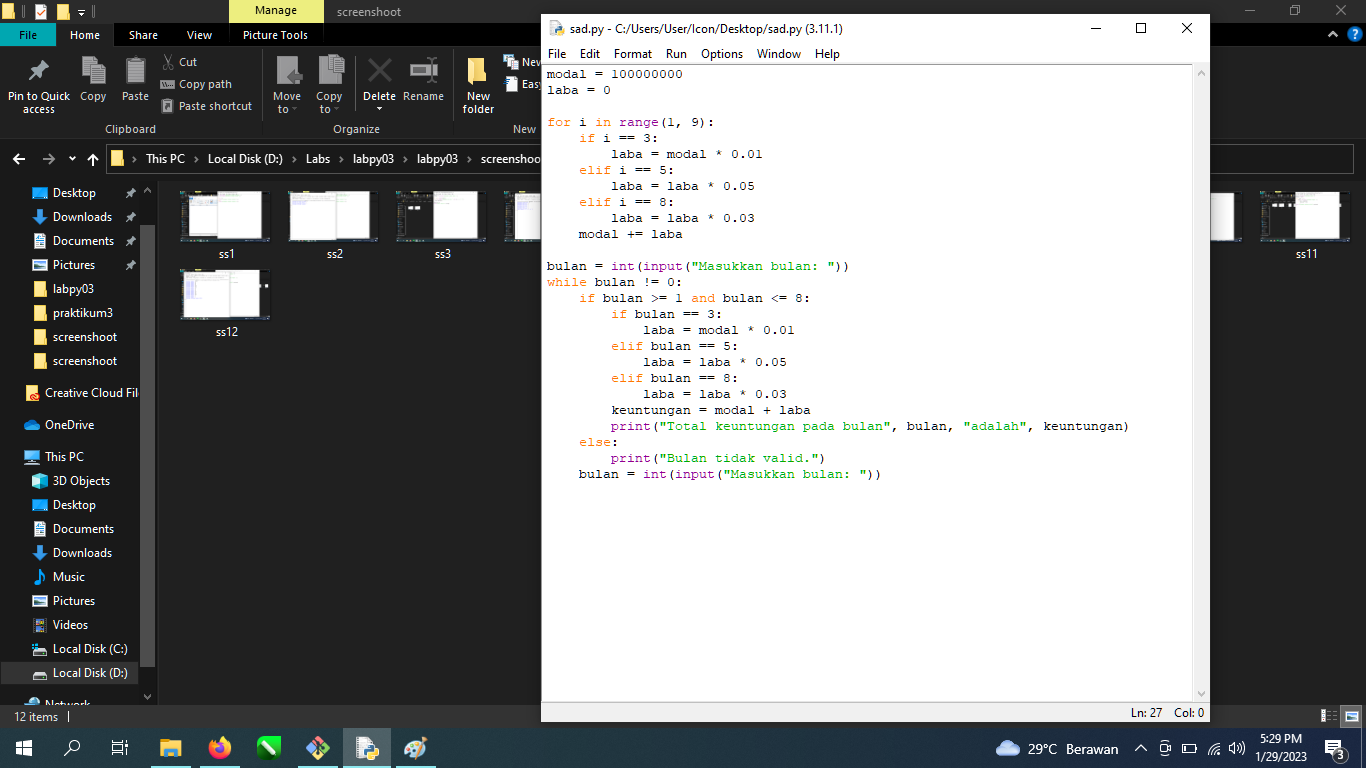 Manage
screenshoot
File
Home
Share
View
Picture Tools
Pin to Quick access
Copy
Paste
Cut
Copy path
Paste shortcut
Clipboard
Move to
Copy to
Delete
Rename
Organize
New folder
New
Easy
New
This PC
Local Disk (D:)
Labs
labpy03
labpy03
screenshoo
Desktop
Downloads
Documents
Pictures
labpy03
praktikum3
screenshoot
screenshoot
Creative Cloud Fil
OneDrive
This PC
3D Objects
Desktop
Documents
Downloads
Music
Pictures
Videos
Local Disk (C:)
Local Disk (D:)
Network
ss1
ss2
ss3
ss11
ss12
12 items
sad.py - C:/Users/User/Icon/Desktop/sad.py (3.11.1)
File Edit Format Run Options Window Help
modal = 100000000
laba = 0
for i in range(1, 9):
    if i == 3:
        laba = modal * 0.01
    elif i == 5:
        laba = laba * 0.05
    elif i == 8:
        laba = laba * 0.03
    modal += laba
bulan = int(input("Masukkan bulan: "))
while bulan != 0:
    if bulan >= 1 and bulan <= 8:
        if bulan == 3:
            laba = modal * 0.01
        elif bulan == 5:
            laba = laba * 0.05
        elif bulan == 8:
            laba = laba * 0.03
        keuntungan = modal + laba
        print("Total keuntungan pada bulan", bulan, "adalah", keuntungan)
    else:
        print("Bulan tidak valid.")
    bulan = int(input("Masukkan bulan: "))
Ln: 27 Col: 0
29°C Berawan
5:29 PM
1/29/2023
3